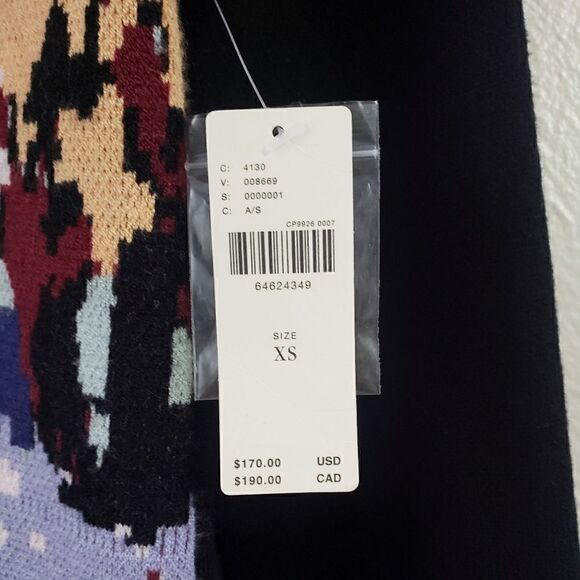 C: 4130
V: 008669
S: 0000001
C: A/S
CP9926 0007
64624349
SIZE
XS
$170.00 USD
$190.00 CAD